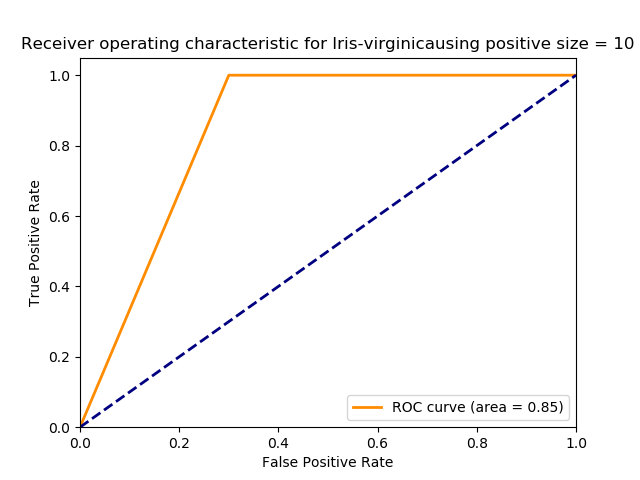 Receiver operating characteristic for Iris-virginicausing positive size = 10
1.0
0.8
0.6
0.4
0.2
0.0
True Positive Rate
ROC curve (area = 0.85)
0.0 0.2 0.4 0.6 0.8 1.0
False Positive Rate